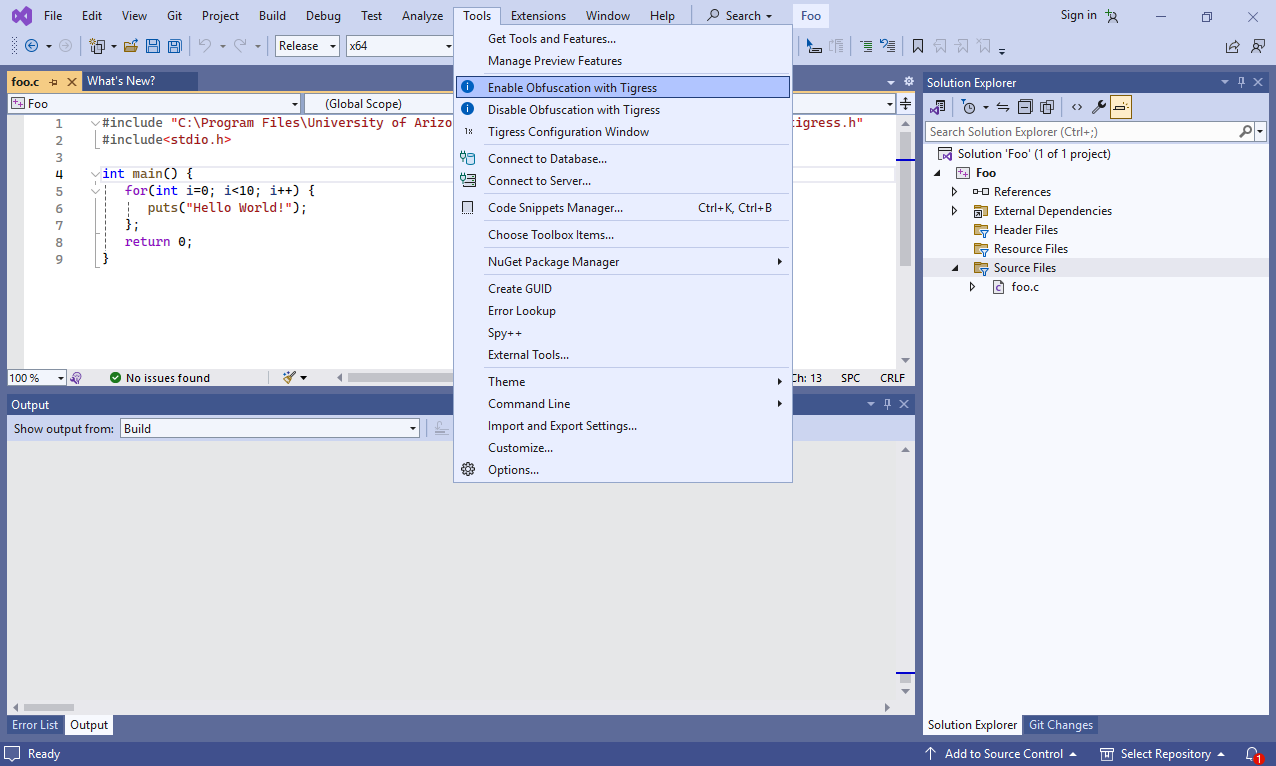 File Edit View Git Project Build Debug Test Analyze Tools Extensions Window Help Search Foo Sign in
Release x64
foo.c What's New?
Foo (Global Scope)
1 #include "C:\Program Files\University of Arizo tigress.h"
2 #include<stdio.h>
3
4 int main() {
5 for(int i=0; i<10; i++) {
6 puts("Hello World!");
7 };
8 return 0;
9 }
100 % No issues found Ch: 13 SPC CRLF
Get Tools and Features...
Manage Preview Features
Enable Obfuscation with Tigress
Disable Obfuscation with Tigress
1x Tigress Configuration Window
Connect to Database...
Connect to Server...
Code Snippets Manager... Ctrl+K, Ctrl+B
Choose Toolbox Items...
NuGet Package Manager
Create GUID
Error Lookup
Spy++
External Tools...
Theme
Command Line
Import and Export Settings...
Customize...
Options...
Output
Show output from: Build
Error List Output
Solution Explorer
Search Solution Explorer (Ctrl+;)
Solution 'Foo' (1 of 1 project)
Foo
References
External Dependencies
Header Files
Resource Files
Source Files
foo.c
Solution Explorer Git Changes
Ready Add to Source Control Select Repository 1